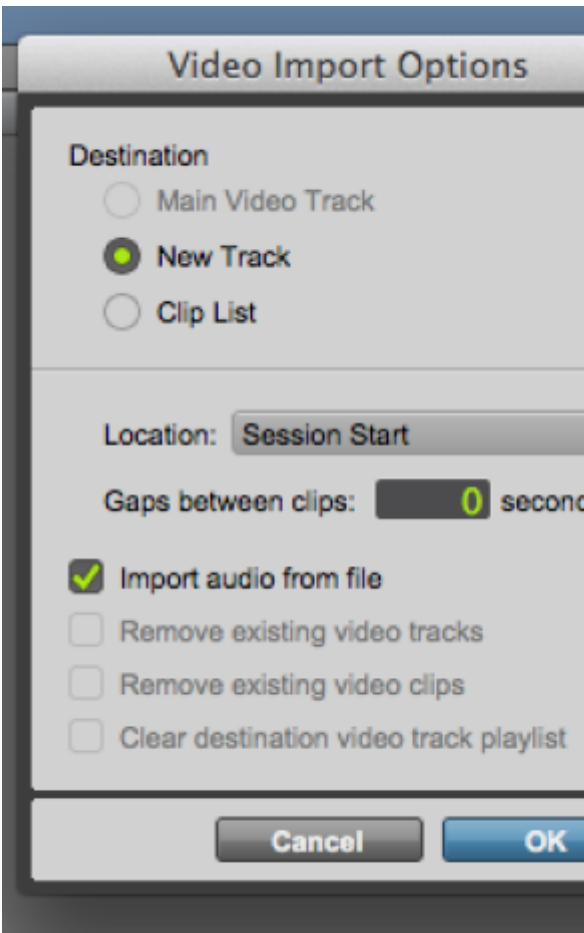 Video Import Options
Destination
Main Video Track
New Track
Clip List
Location: Session Start
Gaps between clips: 0 second
Import audio from file
Remove existing video tracks
Remove existing video clips
Clear destination video track playlist
Cancel OK